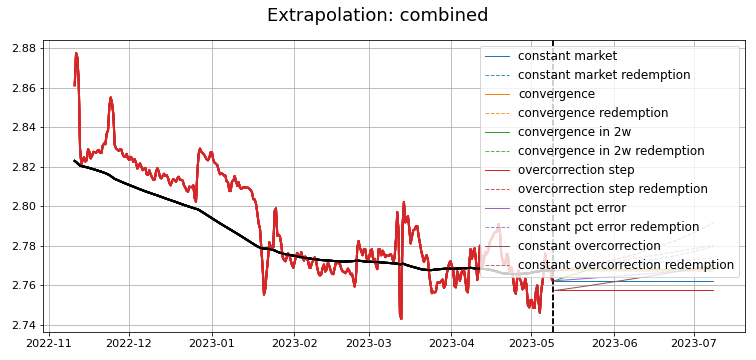 Extrapolation: combined
2.88
2.86
2.84
2.82
2.80
2.78
2.76
2.74
constant market
constant market redemption
convergence
convergence redemption
convergence in 2w
convergence in 2w redemption
overcorrection step
overcorrection step redemption
constant pct error
constant pct error redemption
constant overcorrection
constant overcorrection redemption
2022-11 2022-12 2023-01 2023-02 2023-03 2023-04 2023-05 2023-06 2023-07